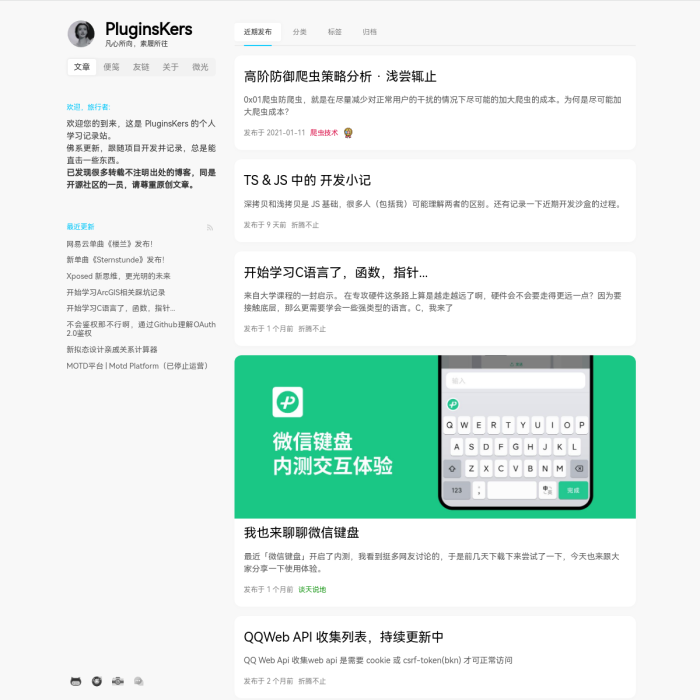 PluginsKers
凡心所向，素履所往
文章 便笺 友链 关于 微光
欢迎，旅行者:
欢迎您的到来，这是 PluginsKers 的个人
学习记录站。
佛系更新，跟随项目开发并记录，总是能
直击一些东西。
已发现很多转载不注明出处的博客，同是
开源社区的一员，请尊重原创文章。
最近更新
网易云单曲《楼兰》发布！
新单曲《Sternstunde》发布！
Xposed 新思维，更光明的未来
开始学习ArcGIS相关踩坑记录
开始学习C语言了，函数，指针...
不会鉴权那不行啊，通过Github理解OAuth
2.0鉴权
新拟态设计亲戚关系计算器
MOTD平台 | Motd Platform（已停止运营）
近期发布 分类 标签 归档
高阶防御爬虫策略分析 · 浅尝辄止
0x01爬虫防爬虫，就是在尽量减少对正常用户的干扰的情况下尽可能的加大爬虫的成本。为何是尽可能加
大爬虫成本？
发布于 2021-01-11 爬虫技术
TS & JS 中的 开发小记
深拷贝和浅拷贝是 JS 基础，很多人（包括我）可能理解两者的区别。还有记录一下近期开发沙盒的过程。
发布于 9 天前 折腾不止
开始学习C语言了，函数，指针...
来自大学课程的一封启示。 在专攻硬件这条路上算是越走越远了啊，硬件会不会要走得更远一点？因为要
接触底层，那么更需要学会一些强类型的语言。C，我来了
发布于 1 个月前 折腾不止
微信键盘
内测交互体验
输入
Q W E R T Y U I O P
A S D F G H J K L
Z X C V B N M
123 完成
我也来聊聊微信键盘
最近「微信键盘」开启了内测，我看到挺多网友讨论的，于是前几天下载下来尝试了一下，今天也来跟大
家分享一下使用体验。
发布于 1 个月前 谈天说地
QQWeb API 收集列表，持续更新中
QQ Web Api 收集web api 是需要 cookie 或 csrf-token(bkn) 才可正常访问
发布于 2 个月前 折腾不止